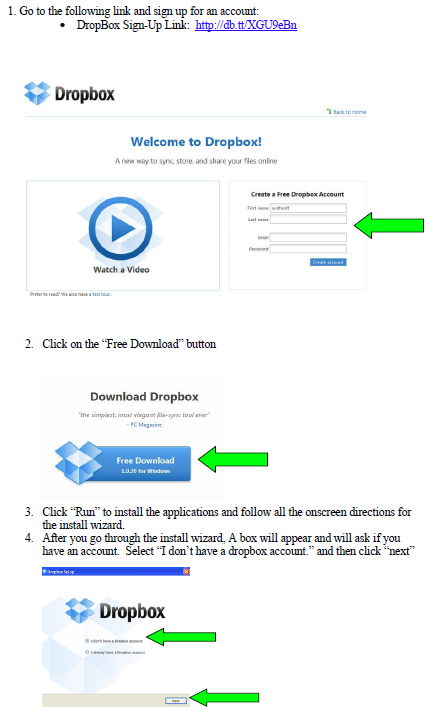 1. Go to the following link and sign up for an account:
• DropBox Sign-Up Link: http://db.tt/XGU9eBn
Dropbox
Back to home
Welcome to Dropbox!
A new way to sync, store, and share your files online
Create a Free Dropbox Account
First name
Last name
Email
Password
Create account
Watch a Video
Prefer to read? We also have a text tour.
2. Click on the “Free Download” button
Download Dropbox
"the simplest, most elegant file-sync tool ever"
- PC Magazine
Free Download
1.0.20 for Windows
3. Click “Run” to install the applications and follow all the onscreen directions for
the install wizard.
4. After you go through the install wizard, A box will appear and will ask if you
have an account. Select “I don’t have a dropbox account.” and then click “next”
Dropbox Setup
Dropbox
I don't have a Dropbox account
I already have a Dropbox account